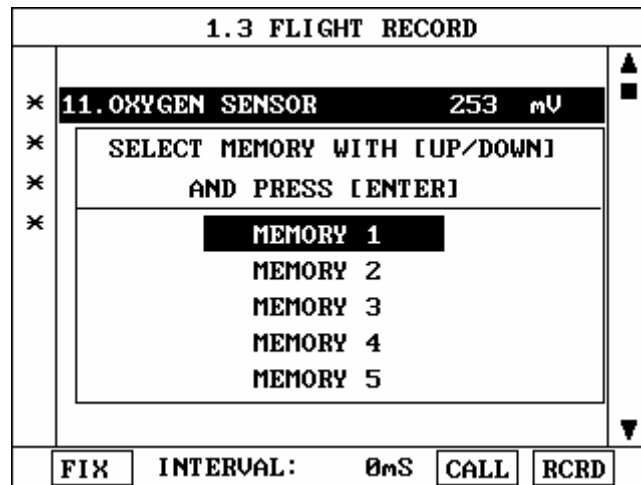 1.3 FLIGHT RECORD
* 11.OXYGEN SENSOR 253 mV
* SELECT MEMORY WITH [UP/DOWN]
* AND PRESS [ENTER]
* MEMORY 1
MEMORY 2
MEMORY 3
MEMORY 4
MEMORY 5
FIX INTERVAL: 0mS CALL RCRD